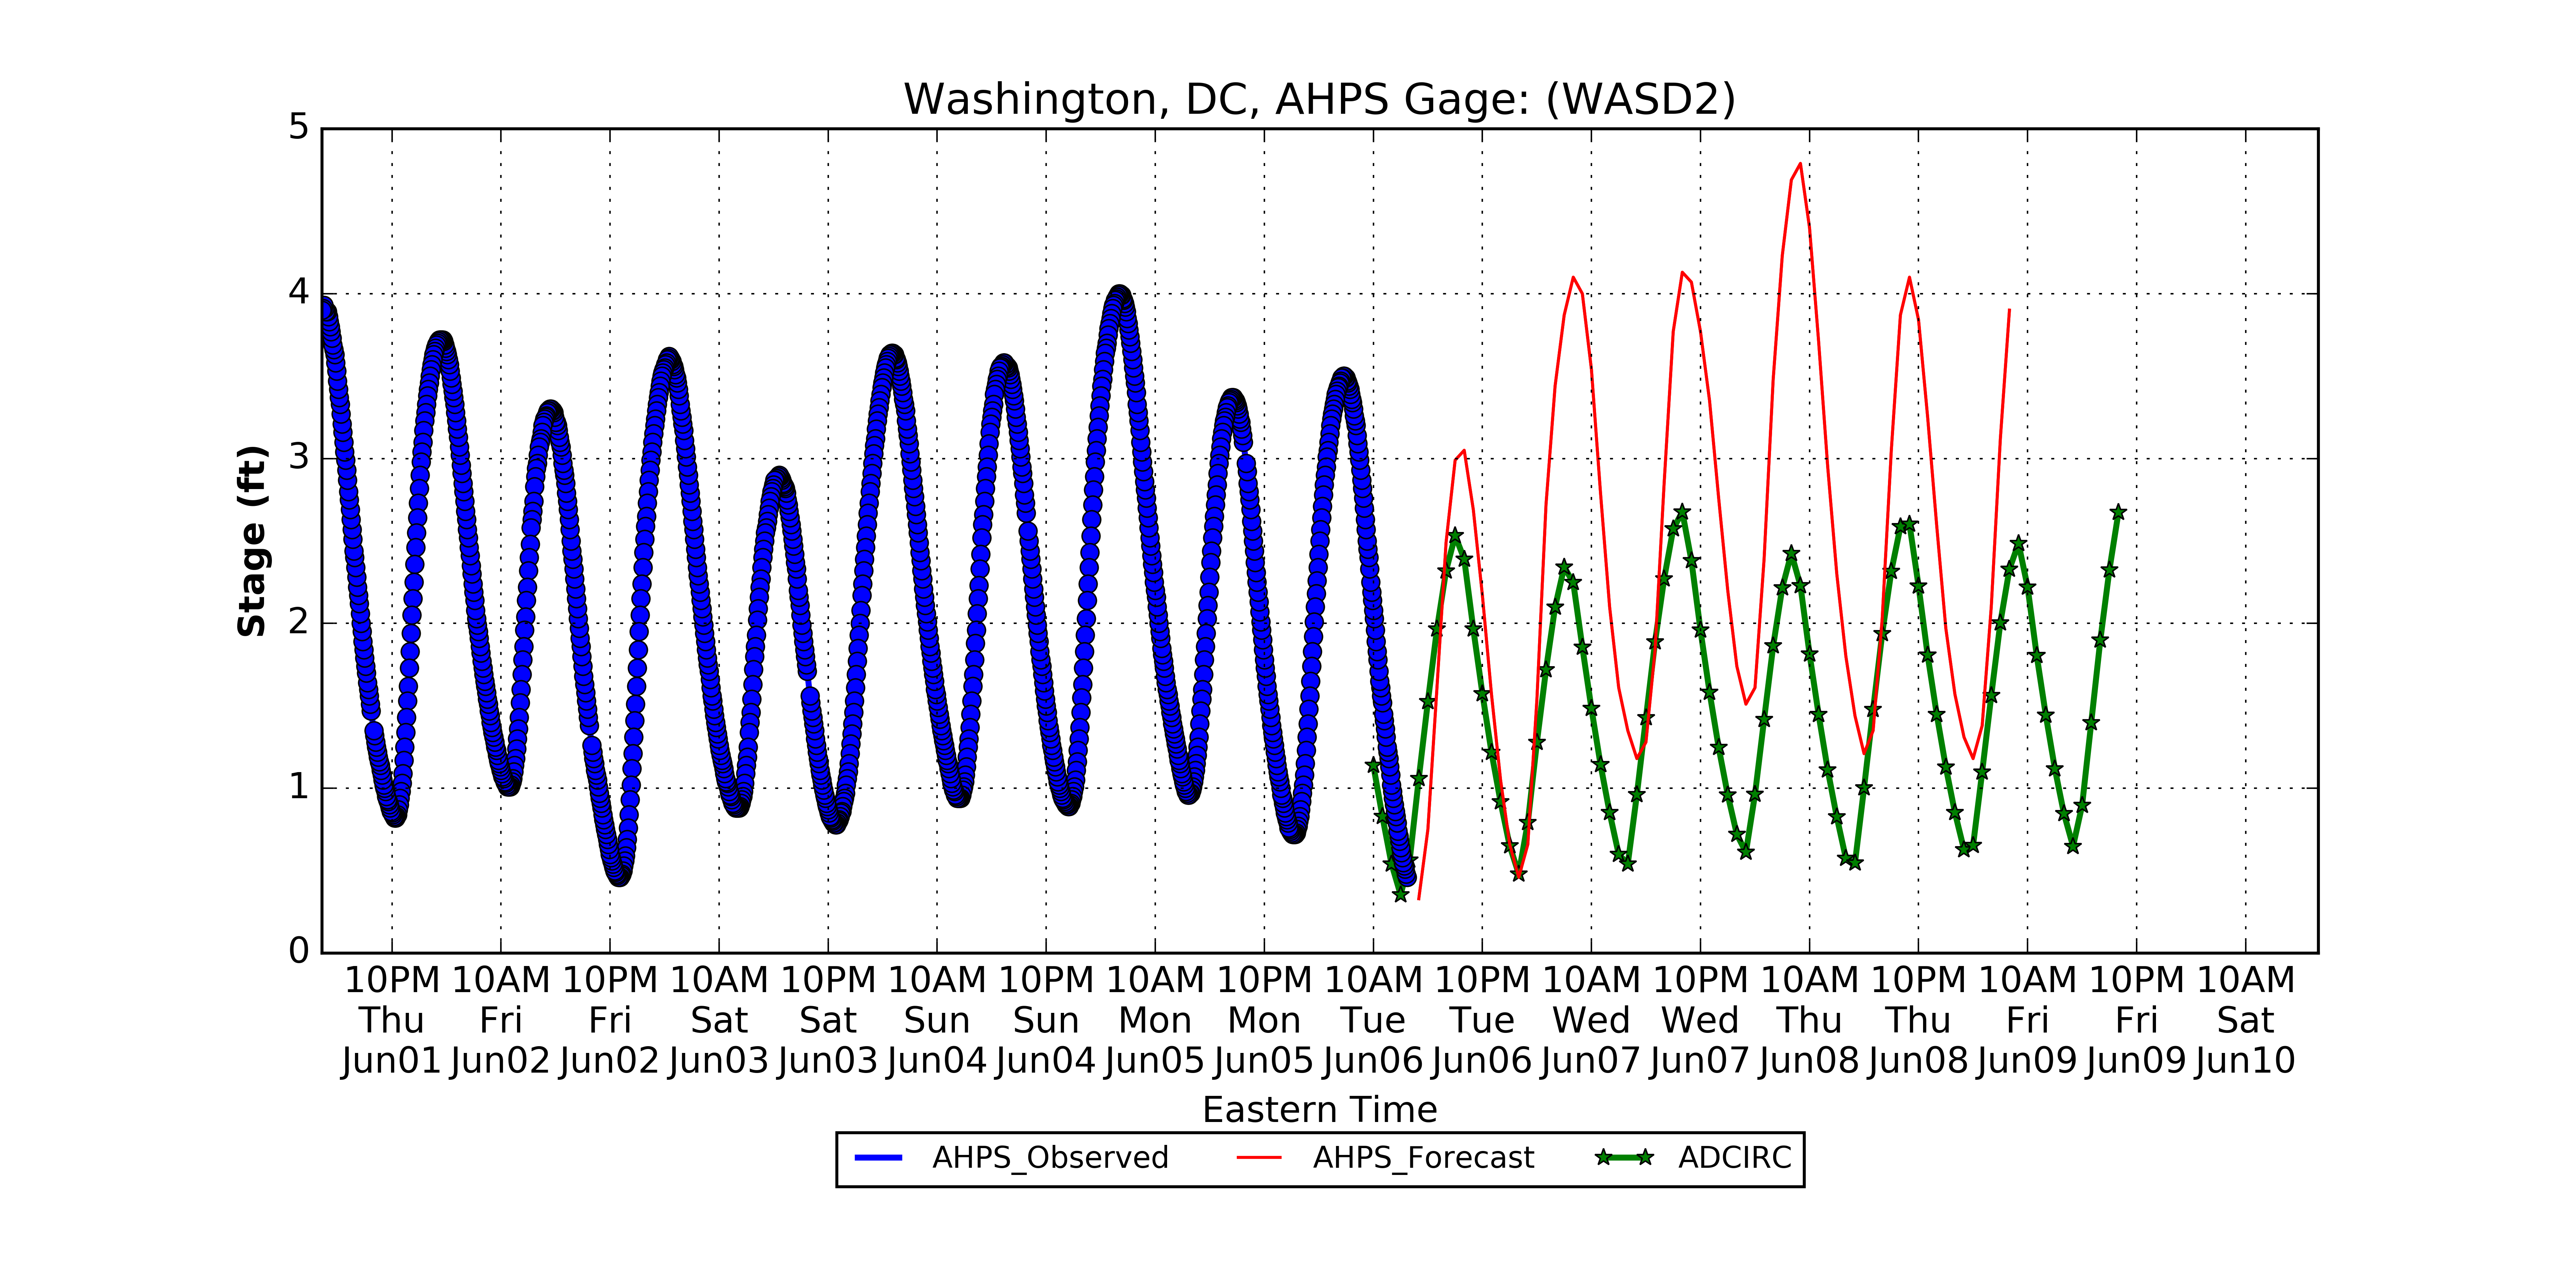 Washington, DC, AHPS Gage: (WASD2)
5
4
3
2
1
0
Stage (ft)
10PM 10AM 10PM 10AM 10PM 10AM 10PM 10AM 10PM 10AM 10PM 10AM 10PM 10AM 10PM 10AM 10PM 10AM
Thu Fri Fri Sat Sat Sun Sun Mon Mon Tue Tue Wed Wed Thu Thu Fri Fri Sat
Jun01 Jun02 Jun02 Jun03 Jun03 Jun04 Jun04 Jun05 Jun05 Jun06 Jun06 Jun07 Jun07 Jun08 Jun08 Jun09 Jun09 Jun10
Eastern Time
AHPS_Observed AHPS_Forecast ADCIRC